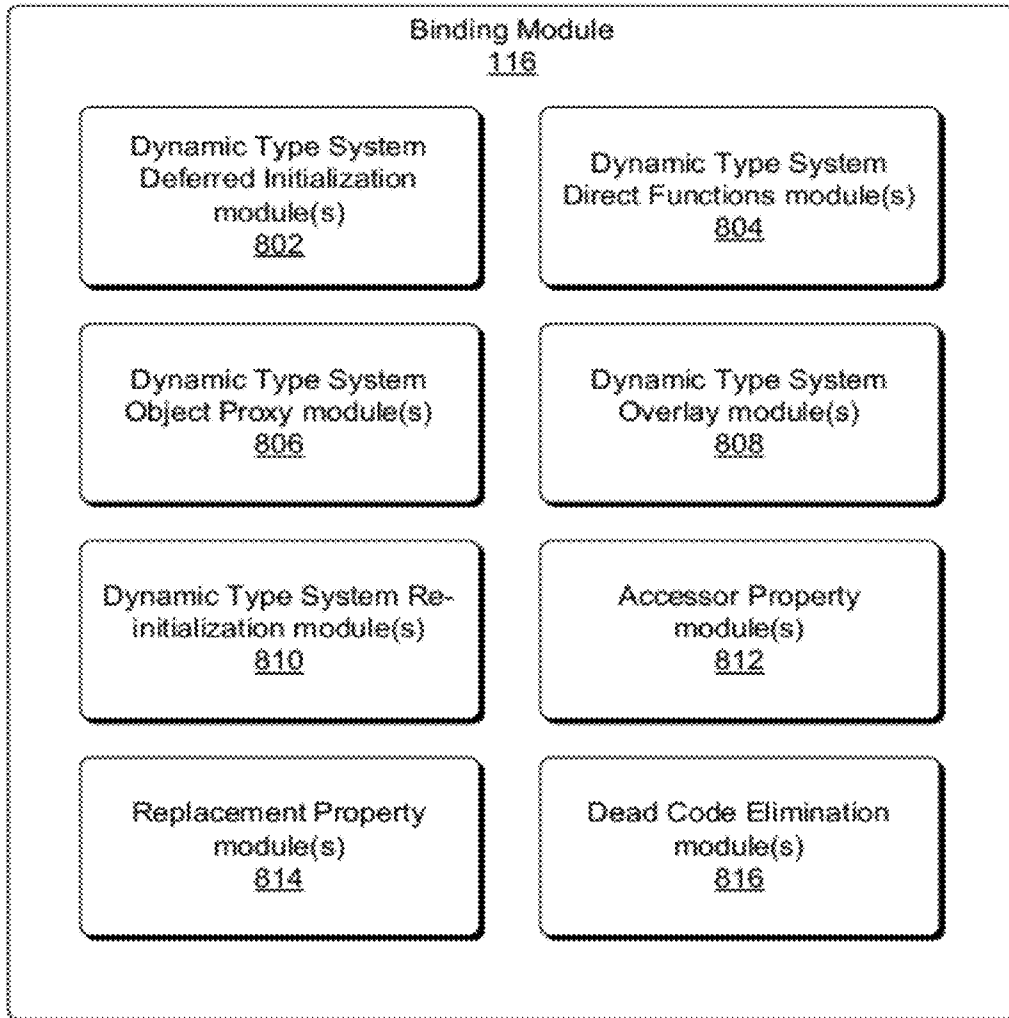 Binding Module
116
Dynamic Type System
Deferred Initialization
module(s)
802
Dynamic Type System
Direct Functions module(s)
804
Dynamic Type System
Object Proxy module(s)
806
Dynamic Type System
Overlay module(s)
808
Dynamic Type System Re-
initialization module(s)
810
Accessor Property
module(s)
812
Replacement Property
module(s)
814
Dead Code Elimination
module(s)
816